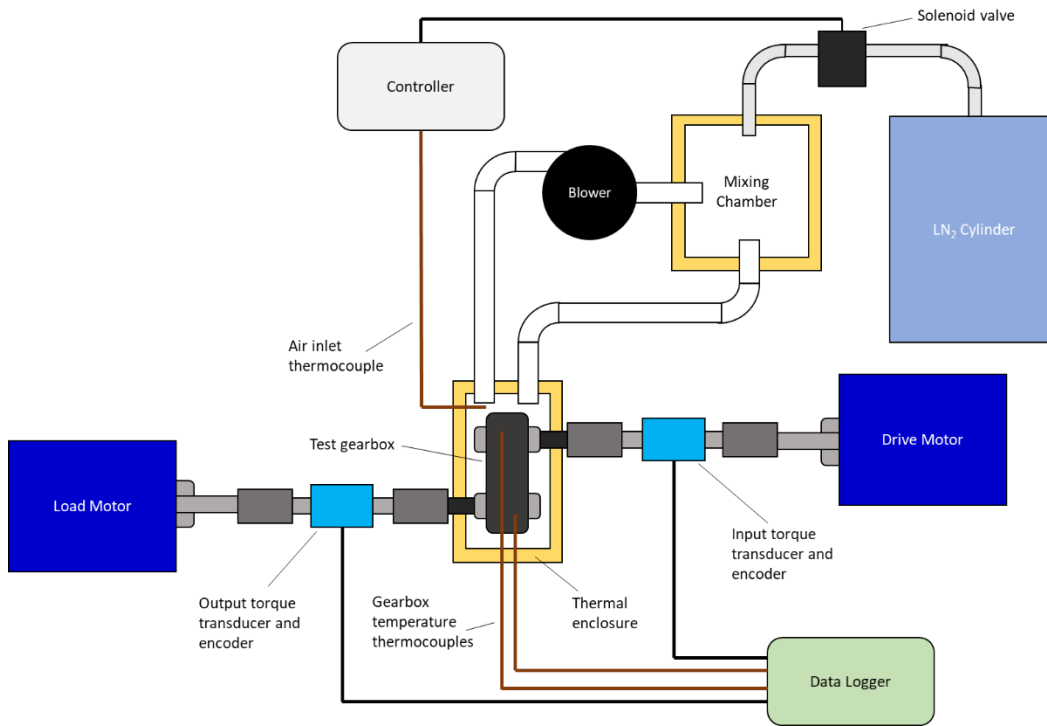 Solenoid valve
Controller
Blower
Mixing
Chamber
LN₂ Cylinder
Air inlet
thermocouple
Test gearbox
Drive Motor
Load Motor
Input torque
transducer and
encoder
Output torque
transducer and
encoder
Gearbox
temperature
thermocouples
Thermal
enclosure
Data Logger